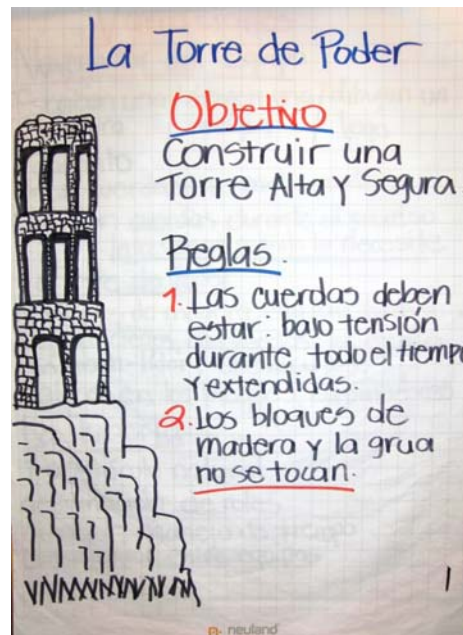 La Torre de Poder
Objetivo
Construir una
Torre Alta y Segura
Reglas.
1. Las cuerdas deben
estar: bajo tensión
durante todo el tiempo
y extendidas.
2. Los bloques de
madera y la grua
no se tocan.
1
neuland